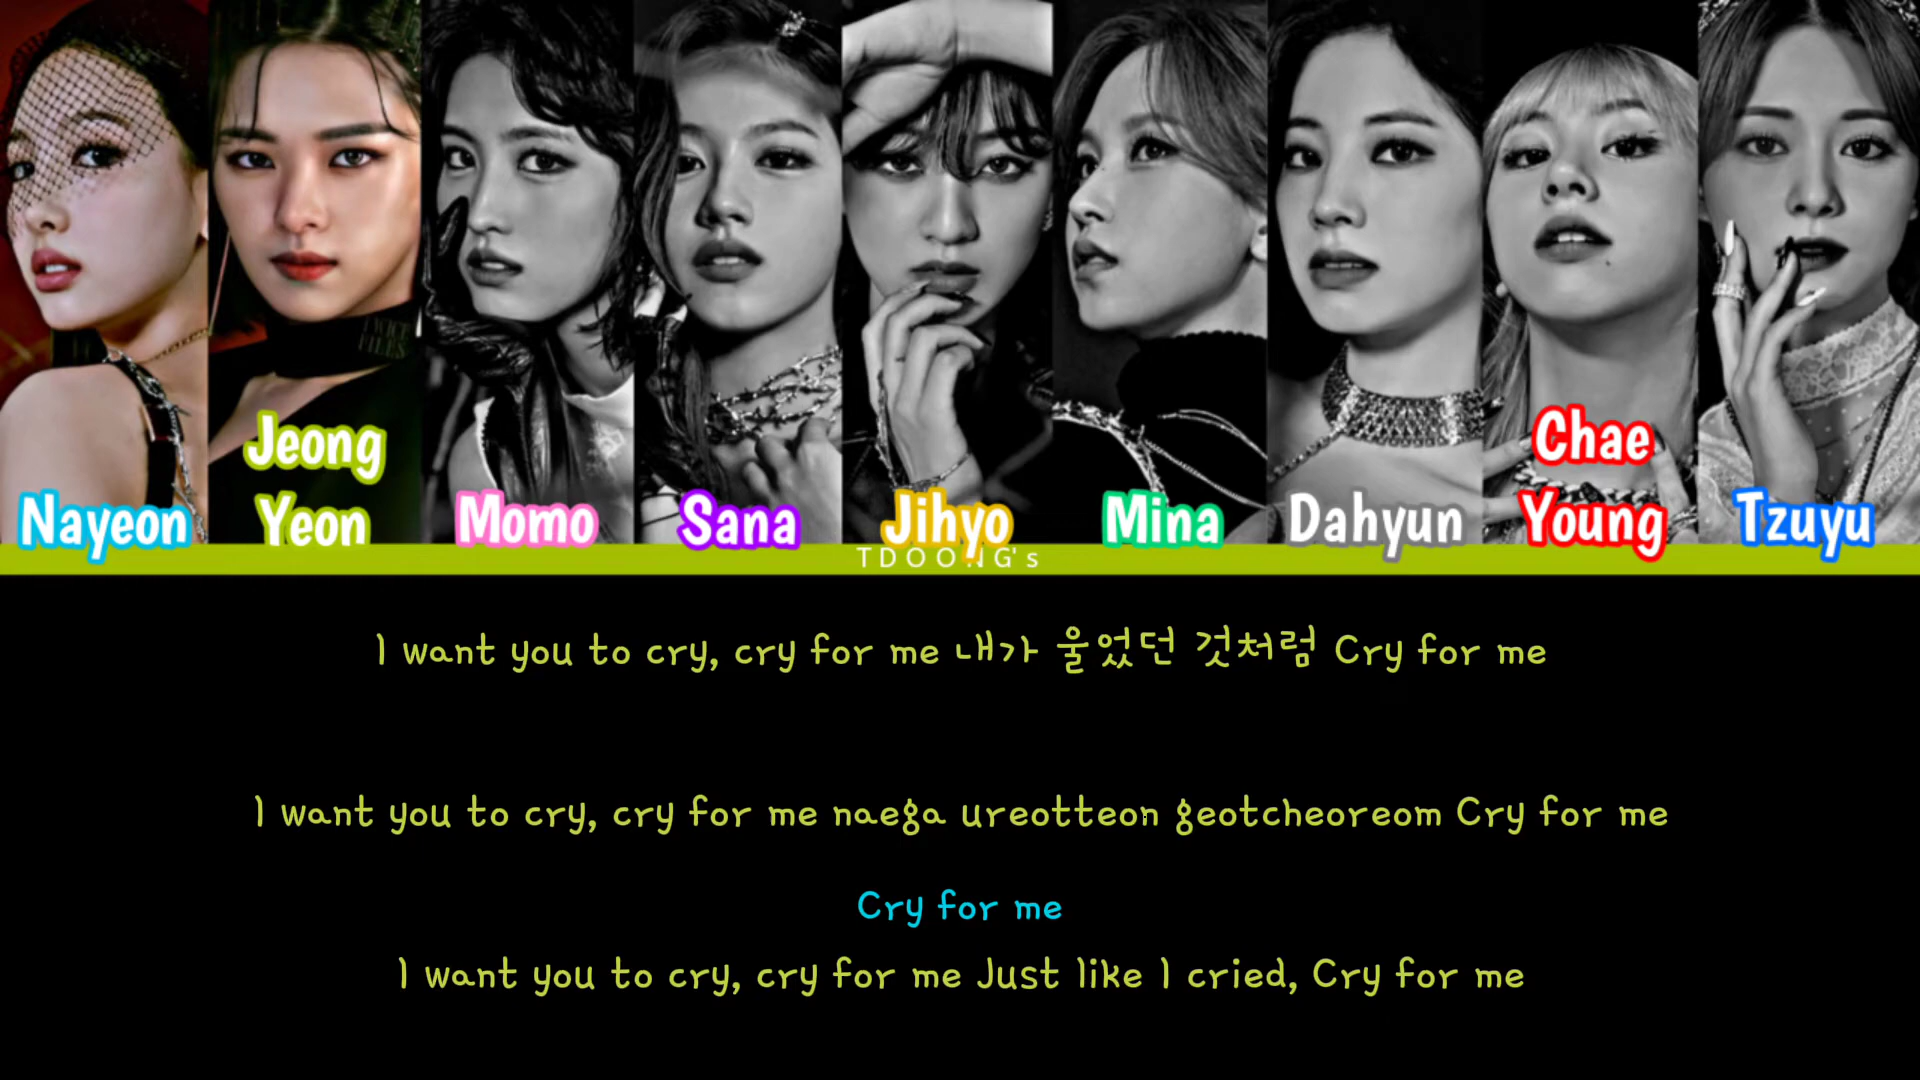 TWICE
FILES
Nayeon
Jeong
Yeon
Momo
Sana
Jihyo
Mina
Dahyun
Chae
Young
Tzuyu
TDOONG's
I want you to cry, cry for me 내가 울었던 것처럼 Cry for me
I want you to cry, cry for me naega ureotteon geotcheoreom Cry for me
Cry for me
I want you to cry, cry for me Just like I cried, Cry for me